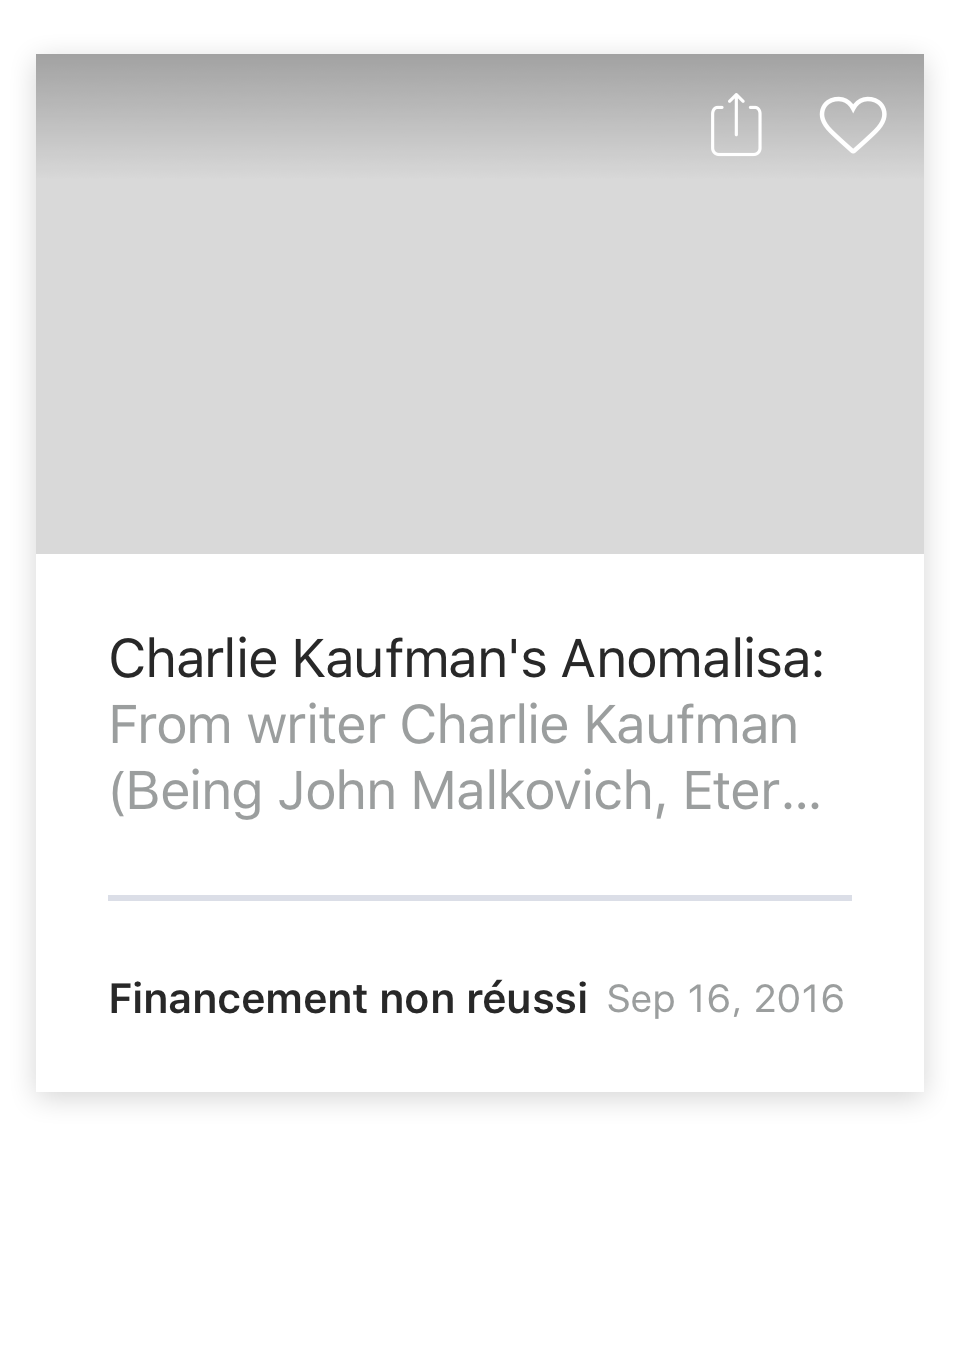 Charlie Kaufman's Anomalisa:
From writer Charlie Kaufman
(Being John Malkovich, Eter...
Financement non réussi Sep 16, 2016